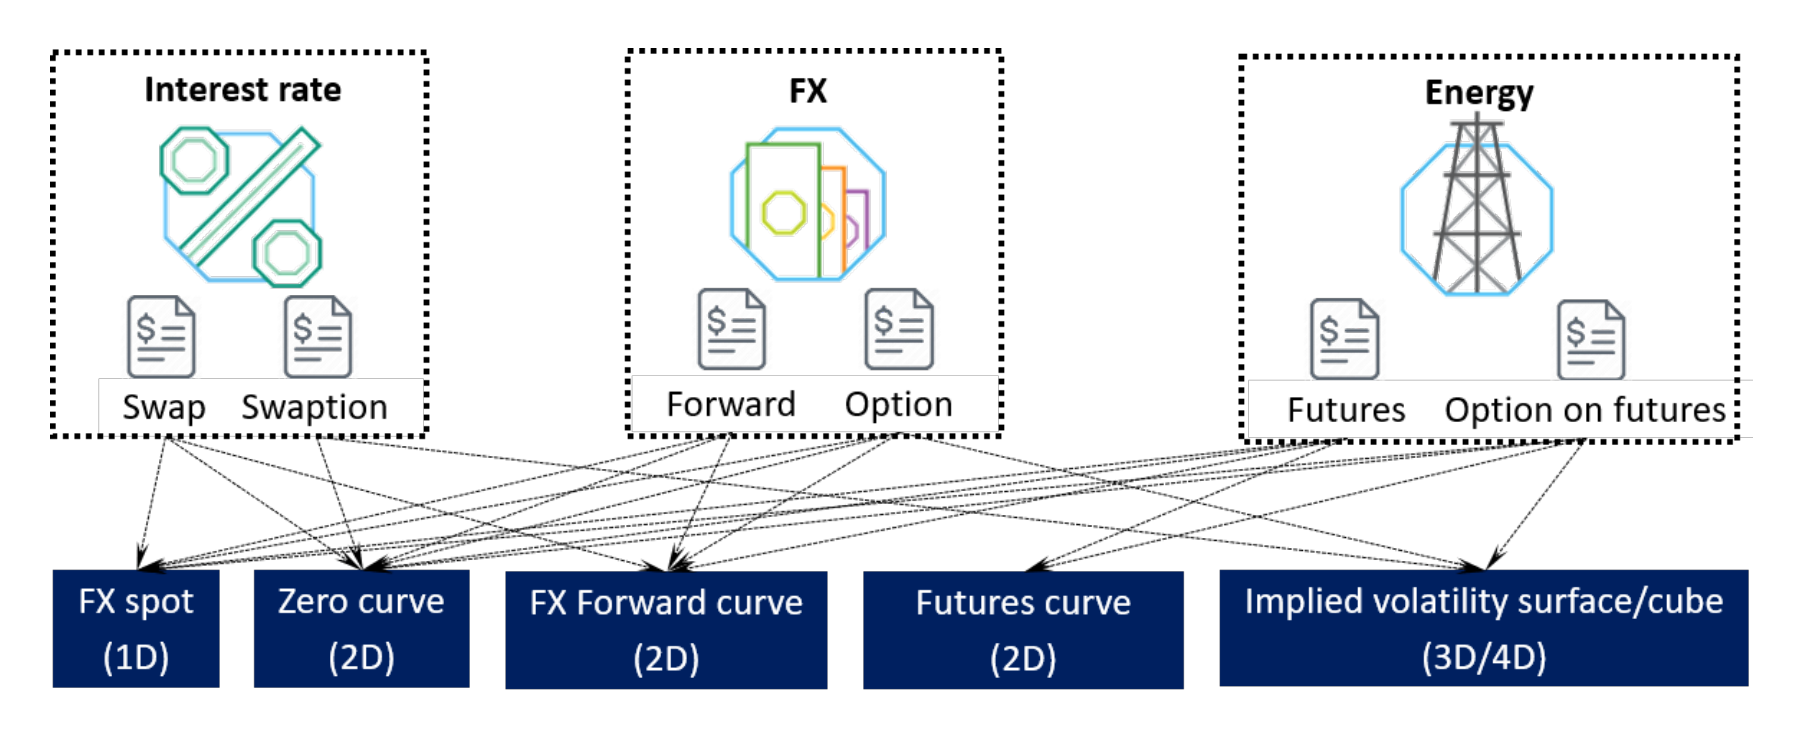 Interest rate
FX
Energy
$
$
$
$
$
$
Swap
Swaption
Forward
Option
Futures
Option on futures
FX spot
(1D)
Zero curve
(2D)
FX Forward curve
(2D)
Futures curve
(2D)
Implied volatility surface/cube
(3D/4D)